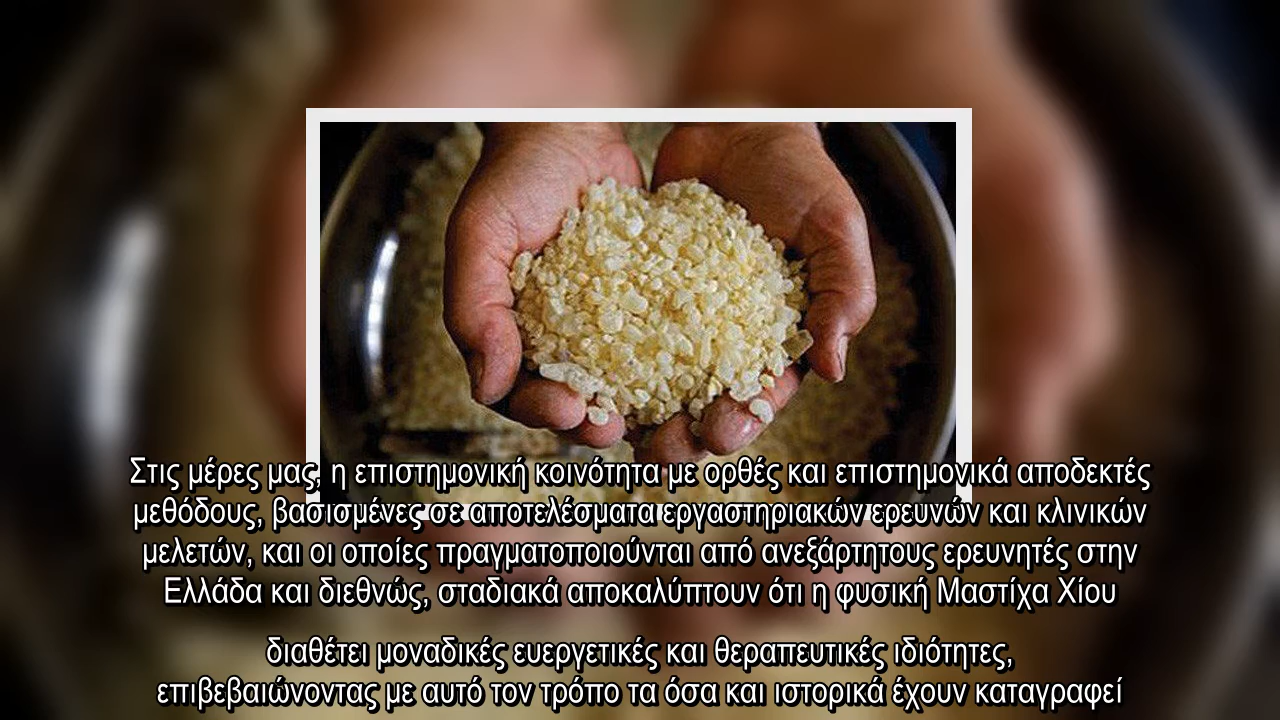 Στις μέρες μας, η επιστημονική κοινότητα με ορθές και επιστημονικά αποδεκτές
μεθόδους, βασισμένες σε αποτελέσματα εργαστηριακών ερευνών και κλινικών
μελετών, και οι οποίες πραγματοποιούνται από ανεξάρτητους ερευνητές στην
Ελλάδα και διεθνώς, σταδιακά αποκαλύπτουν ότι η φυσική Μαστίχα Χίου
διαθέτει μοναδικές ευεργετικές και θεραπευτικές ιδιότητες,
επιβεβαιώνοντας με αυτό τον τρόπο τα όσα και ιστορικά έχουν καταγραφεί